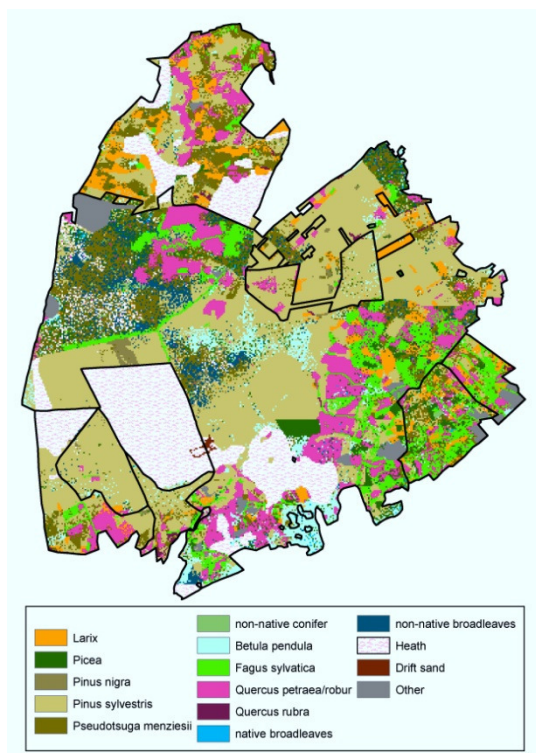 Larix
Picea
Pinus nigra
Pinus sylvestris
Pseudotsuga menziesii
non-native conifer
Betula pendula
Fagus sylvatica
Quercus petraea/robur
Quercus rubra
native broadleaves
non-native broadleaves
Heath
Drift sand
Other